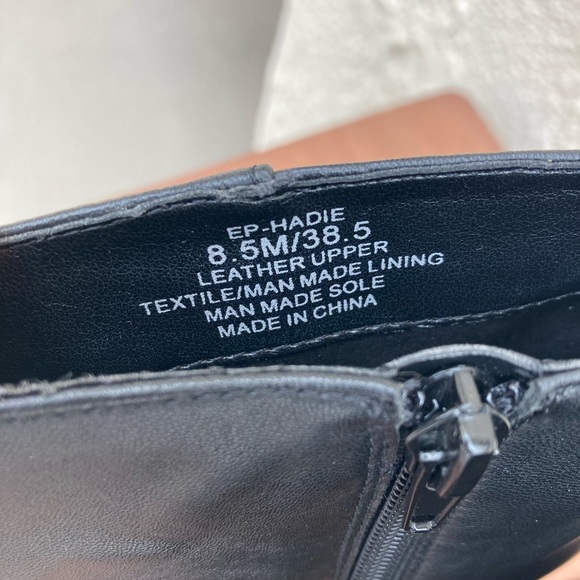 EP-HADIE
8.5M/38.5
LEATHER UPPER
TEXTILE/MAN MADE LINING
MAN MADE SOLE
MADE IN CHINA